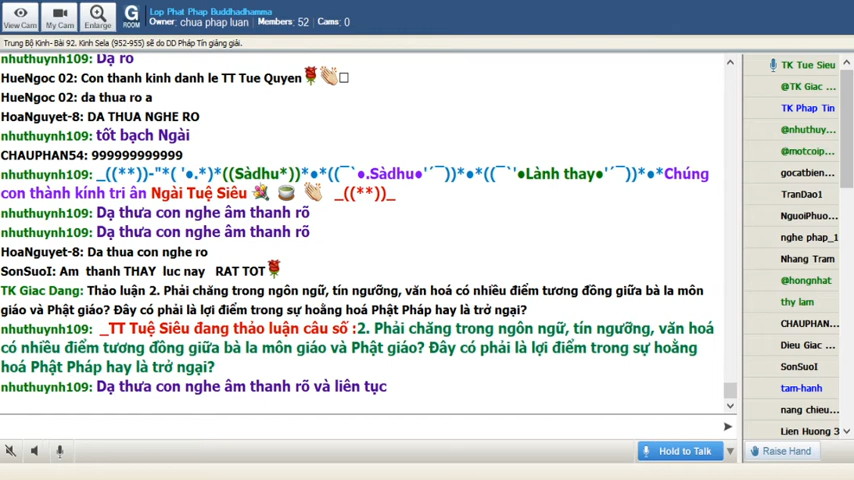 Lop Phat Phap Buddhadhamma
Owner: chua phap luan Members: 52 Cams: 0
View Cam My Cam Enlarge G ROOM
Trung Bộ Kinh- Bài 92. Kinh Sela (952-955) sẽ do DD Pháp Tín giảng giải.
nhuthuynh109: Dạ rõ
HueNgoc 02: Con thanh kinh danh le TT Tue Quyen🌹👏□
HueNgoc 02: da thua ro a
HoaNguyet-8: DA THUA NGHE RO
nhuthuynh109: tốt bạch Ngài
CHAUPHAN54: 999999999999
nhuthuynh109: _((**))-"*( '●.*)*((Sàdhu*))*●*((¯`●.Sàdhu●'´¯))*●*((¯`'●Lành thay●'´¯))*●*Chúng
con thành kính tri ân Ngài Tuệ Siêu 💐 🍵 👏 _((**))_
nhuthuynh109: Dạ thưa con nghe âm thanh rõ
nhuthuynh109: Dạ thưa con nghe âm thanh rõ
HoaNguyet-8: Da thua con nghe ro
SonSuoI: Am thanh THAY luc nay RAT TOT🌹
TK Giac Dang: Thảo luận 2. Phải chăng trong ngôn ngữ, tín ngưỡng, văn hoá có nhiều điểm tương đồng giữa bà la môn
giáo và Phật giáo? Đây có phải là lợi điểm trong sự hoằng hoá Phật Pháp hay là trở ngại?
nhuthuynh109: _TT Tuệ Siêu đang thảo luận câu số :2. Phải chăng trong ngôn ngữ, tín ngưỡng, văn hoá
có nhiều điểm tương đồng giữa bà la môn giáo và Phật giáo? Đây có phải là lợi điểm trong sự hoằng
hoá Phật Pháp hay là trở ngại?
nhuthuynh109: Dạ thưa con nghe âm thanh rõ và liên tục
Hold to Talk
TK Tue Sieu
@TK Giac ...
TK Phap Tin
@nhuthuy...
@motcoip...
gocatbien...
TranDao1
NguoiPhuo...
nghe phap_1
Nhang Tram
@hongnhat
thy lam
CHAUPHAN...
Dieu Giac ...
SonSuoI
tam-hanh
nang chieu...
Lien Huong 3
Raise Hand